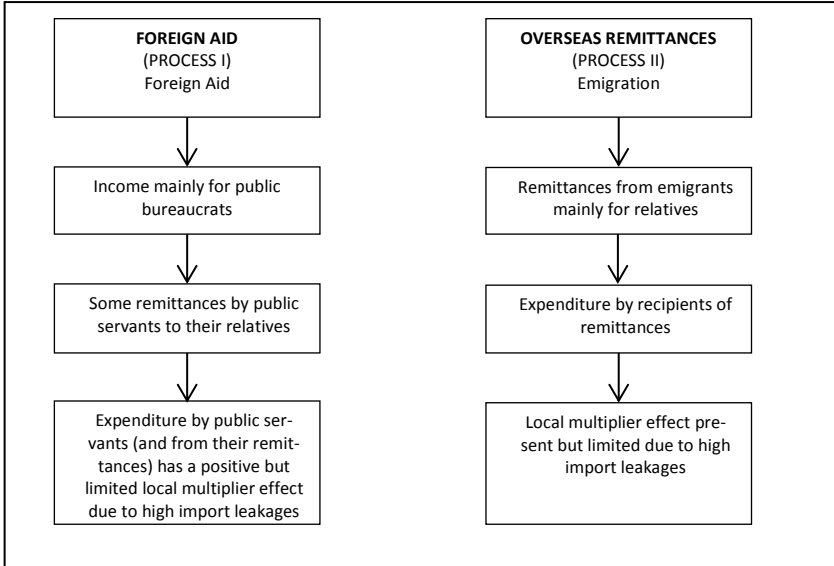 FOREIGN AID
(PROCESS I)
Foreign Aid
Income mainly for public
bureaucrats
Some remittances by public
servants to their relatives
Expenditure by public ser-
vants (and from their remit-
tances) has a positive but
limited local multiplier effect
due to high import leakages
OVERSEAS REMITTANCES
(PROCESS II)
Emigration
Remittances from emigrants
mainly for relatives
Expenditure by recipients of
remittances
Local multiplier effect pre-
sent but limited due to high
import leakages